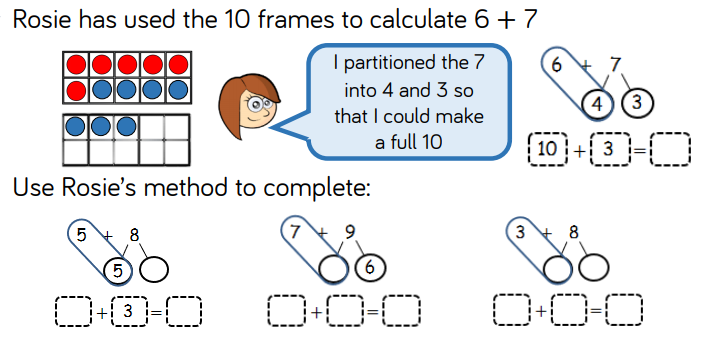 Rosie has used the 10 frames to calculate 6 + 7
I partitioned the 7
into 4 and 3 so
that I could make
a full 10
6 + 7
4 3
10 + 3 =
Use Rosie's method to complete:
5 + 8
5
+ 3 =
7 + 9
6
+ =
3 + 8
+ =